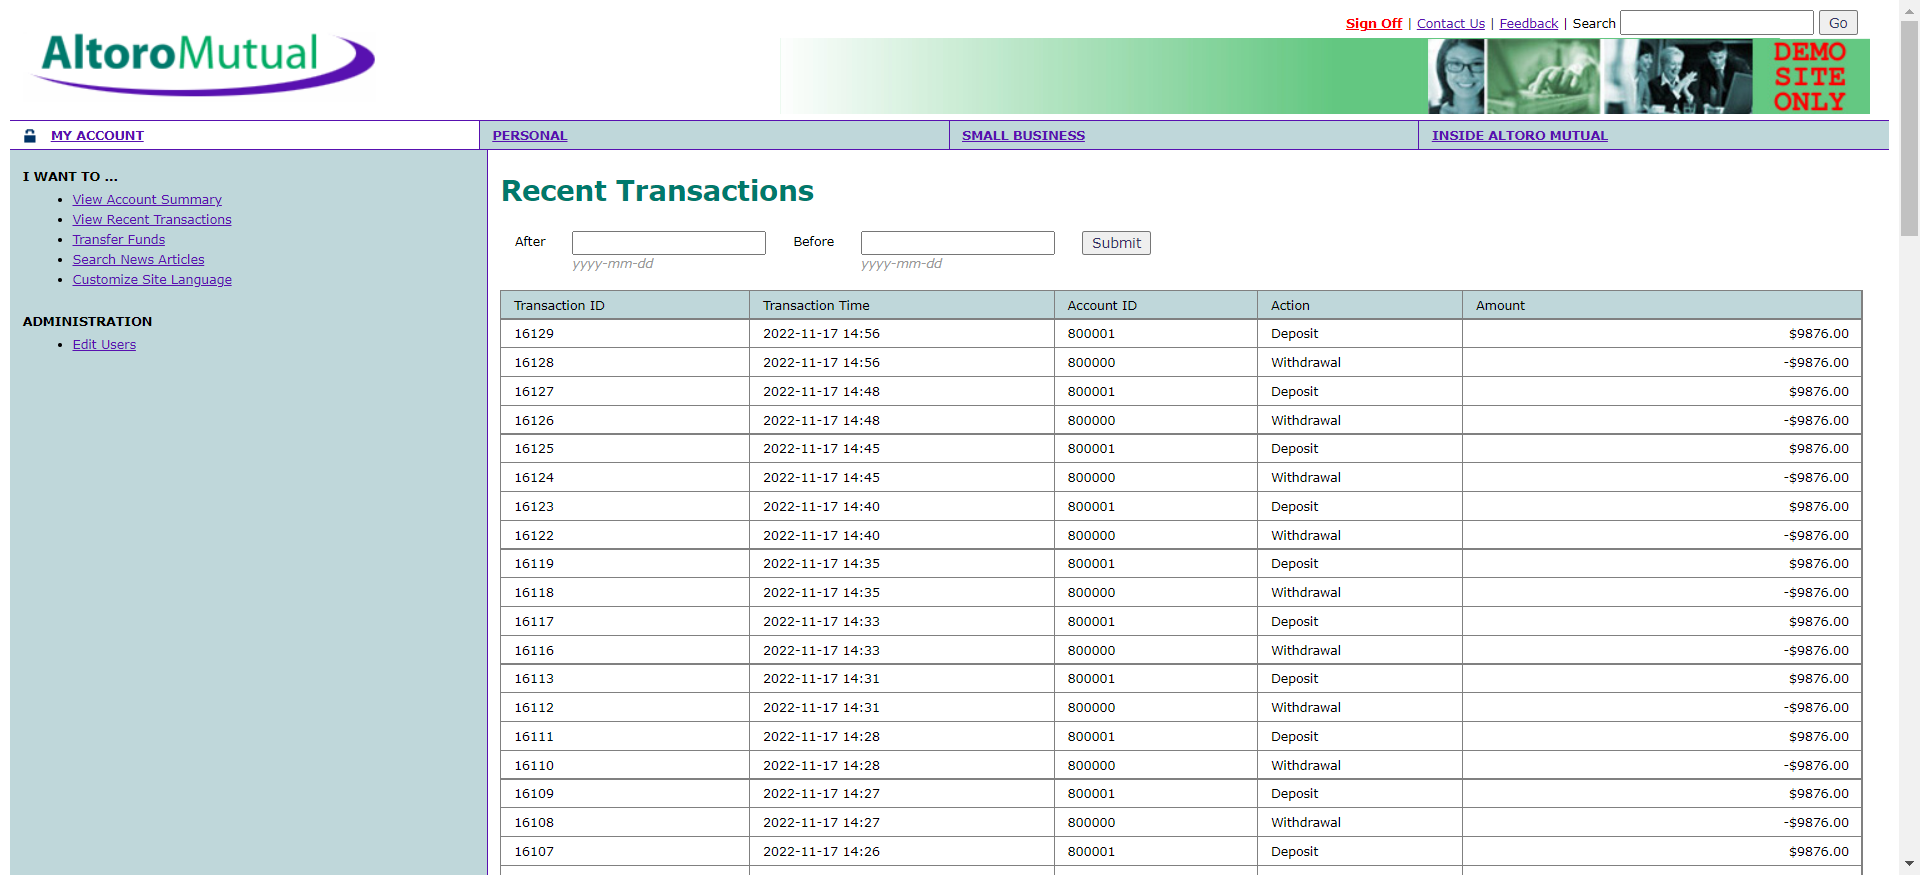 Sign Off | Contact Us | Feedback | Search Go
AltoroMutual
DEMO
SITE
ONLY
MY ACCOUNT PERSONAL SMALL BUSINESS INSIDE ALTORO MUTUAL
I WANT TO ...
• View Account Summary
• View Recent Transactions
• Transfer Funds
• Search News Articles
• Customize Site Language
ADMINISTRATION
• Edit Users
Recent Transactions
After Before Submit
yyyy-mm-dd yyyy-mm-dd
Transaction ID Transaction Time Account ID Action Amount
16129 2022-11-17 14:56 800001 Deposit $9876.00
16128 2022-11-17 14:56 800000 Withdrawal -$9876.00
16127 2022-11-17 14:48 800001 Deposit $9876.00
16126 2022-11-17 14:48 800000 Withdrawal -$9876.00
16125 2022-11-17 14:45 800001 Deposit $9876.00
16124 2022-11-17 14:45 800000 Withdrawal -$9876.00
16123 2022-11-17 14:40 800001 Deposit $9876.00
16122 2022-11-17 14:40 800000 Withdrawal -$9876.00
16119 2022-11-17 14:35 800001 Deposit $9876.00
16118 2022-11-17 14:35 800000 Withdrawal -$9876.00
16117 2022-11-17 14:33 800001 Deposit $9876.00
16116 2022-11-17 14:33 800000 Withdrawal -$9876.00
16113 2022-11-17 14:31 800001 Deposit $9876.00
16112 2022-11-17 14:31 800000 Withdrawal -$9876.00
16111 2022-11-17 14:28 800001 Deposit $9876.00
16110 2022-11-17 14:28 800000 Withdrawal -$9876.00
16109 2022-11-17 14:27 800001 Deposit $9876.00
16108 2022-11-17 14:27 800000 Withdrawal -$9876.00
16107 2022-11-17 14:26 800001 Deposit $9876.00